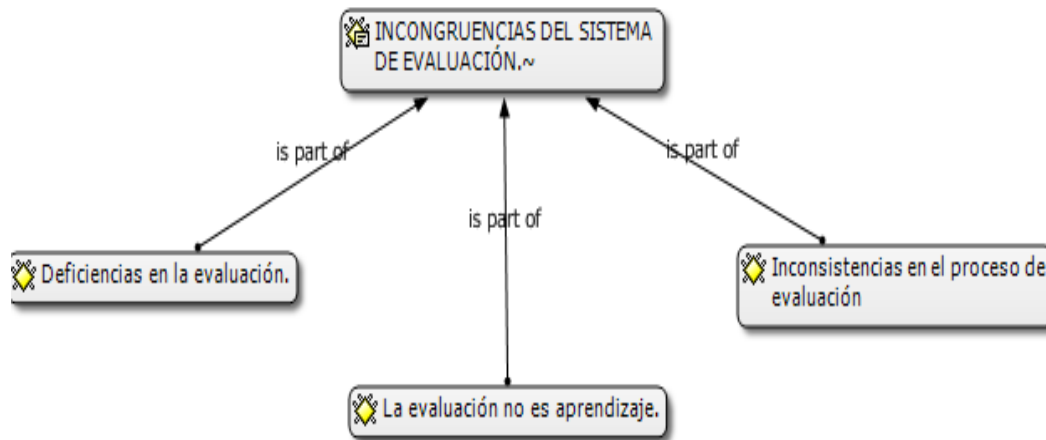 INCONGRUENCIAS DEL SISTEMA
DE EVALUACIÓN.~
is part of
is part of
is part of
Deficiencias en la evaluación.
Inconsistencias en el proceso de
evaluación
La evaluación no es aprendizaje.